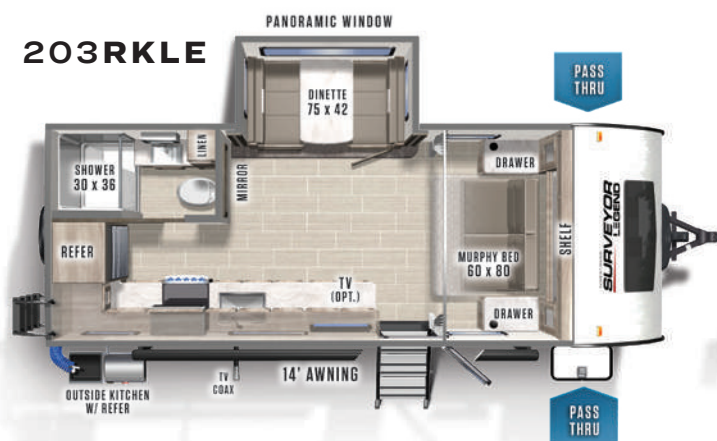 PANORAMIC WINDOW
203RKLE
PASS
THRU
DINETTE
75 x 42
LINEN
DRAWER
SHOWER
30 x 36
MIRROR
SHELF
SURVEYOR
LEGEND
REFER
MURPHY BED
60 x 80
TV
(OPT.)
DRAWER
14' AWNING
TV
COAX
OUTSIDE KITCHEN
W/ REFER
PASS
THRU